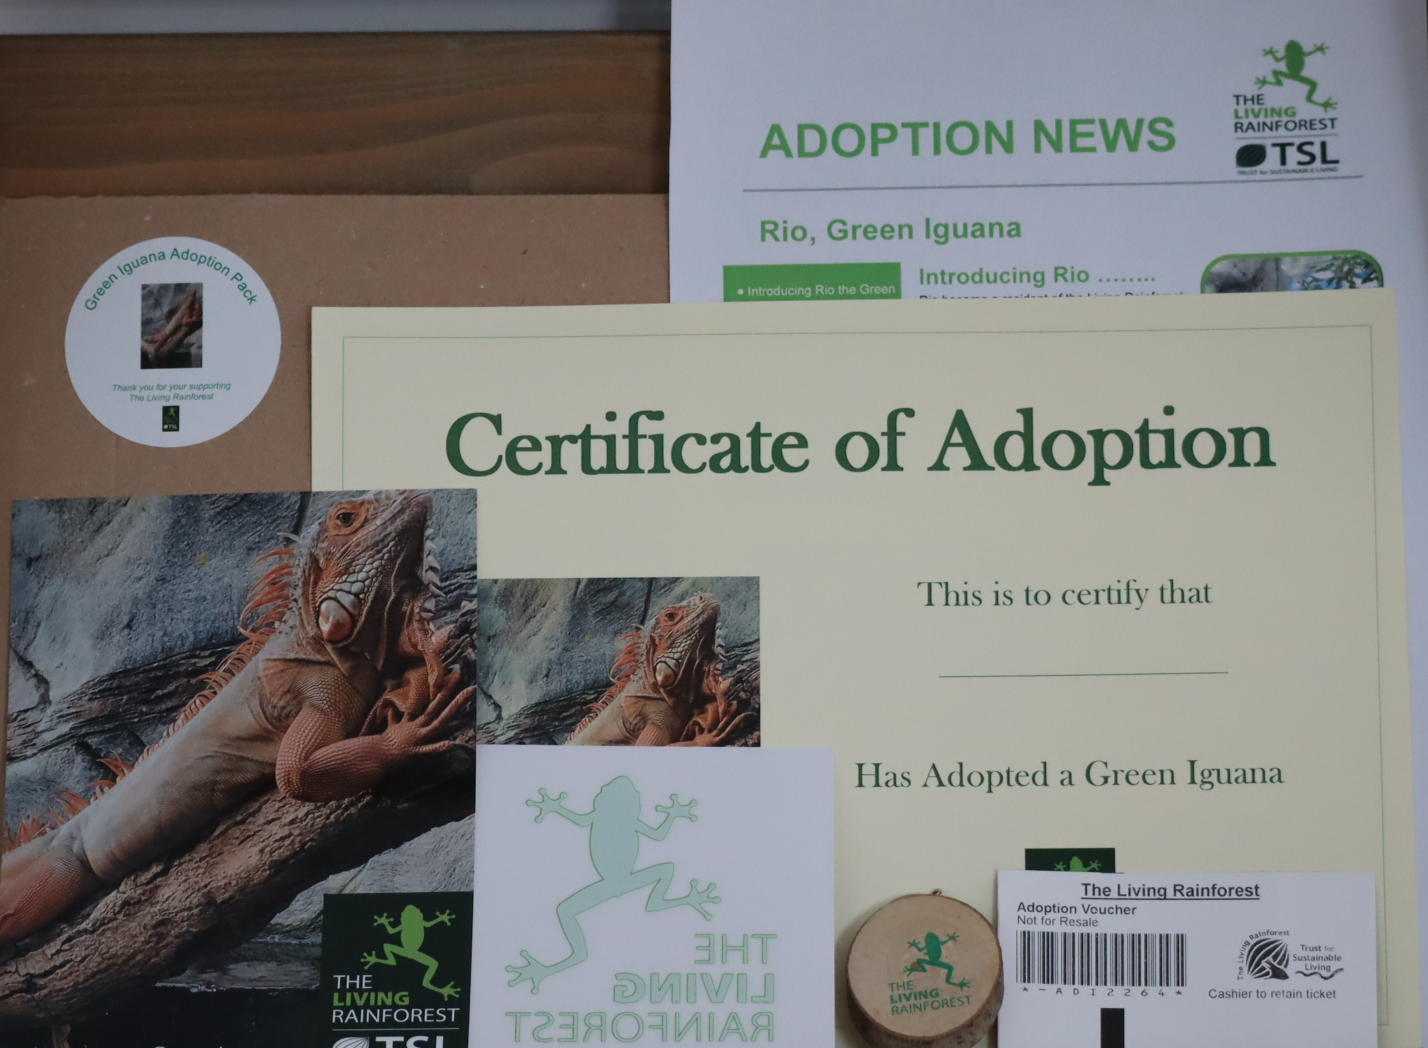 ADOPTION NEWS
THE
LIVING
RAINFOREST
TSL
TRUST for SUSTAINABLE LIVING
Rio, Green Iguana
• Introducing Rio the Green
Introducing Rio ........
Green Iguana Adoption Pack
Thank you for your supporting
The Living Rainforest
TSL
Certificate of Adoption
This is to certify that
Has Adopted a Green Iguana
THE
LIVING
RAINFOREST
TSL
THE
LIVING
RAINFOREST
THE
LIVING
RAINFOREST
The Living Rainforest
Adoption Voucher
Not for Resale
*-ADI2264*
The Living Rainforest
Trust for
Sustainable
Living
Cashier to retain ticket